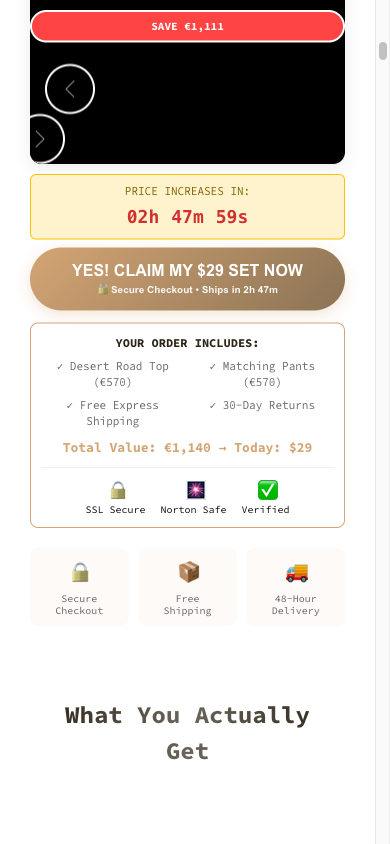 SAVE €1,111
PRICE INCREASES IN:
02h 47m 59s
YES! CLAIM MY $29 SET NOW
🔒 Secure Checkout • Ships in 2h 47m
YOUR ORDER INCLUDES:
✓ Desert Road Top
(€570)
✓ Matching Pants
(€570)
✓ Free Express
Shipping
✓ 30-Day Returns
Total Value: €1,140 → Today: $29
SSL Secure
Norton Safe
Verified
Secure
Checkout
Free
Shipping
48-Hour
Delivery
What You Actually
Get